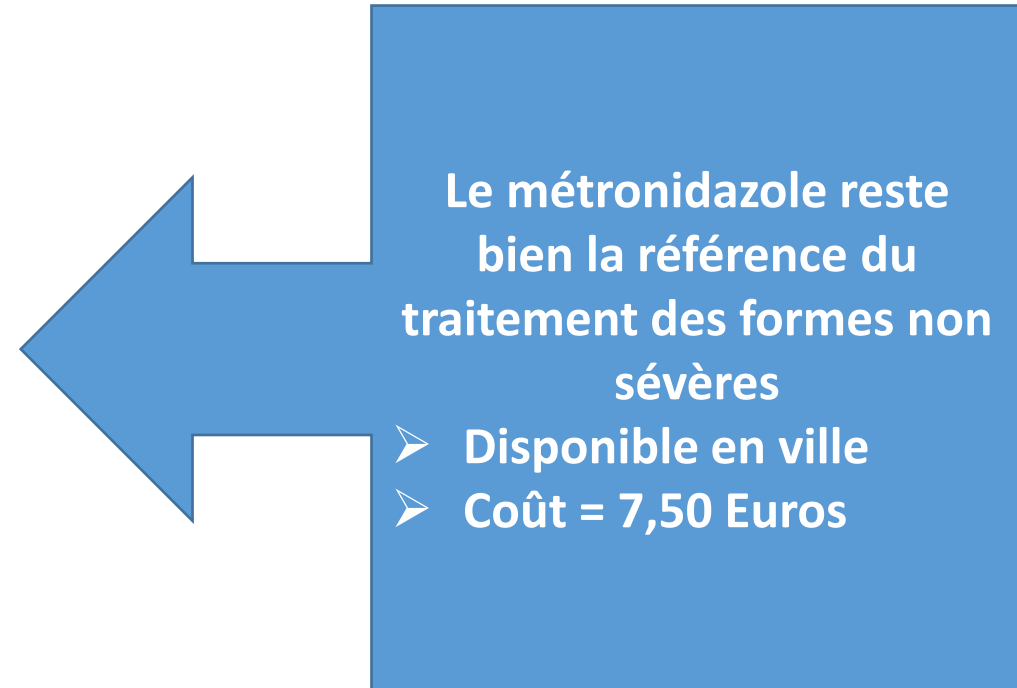 Le métronidazole reste
bien la référence du
traitement des formes non
sévères
➢ Disponible en ville
➢ Coût = 7,50 Euros